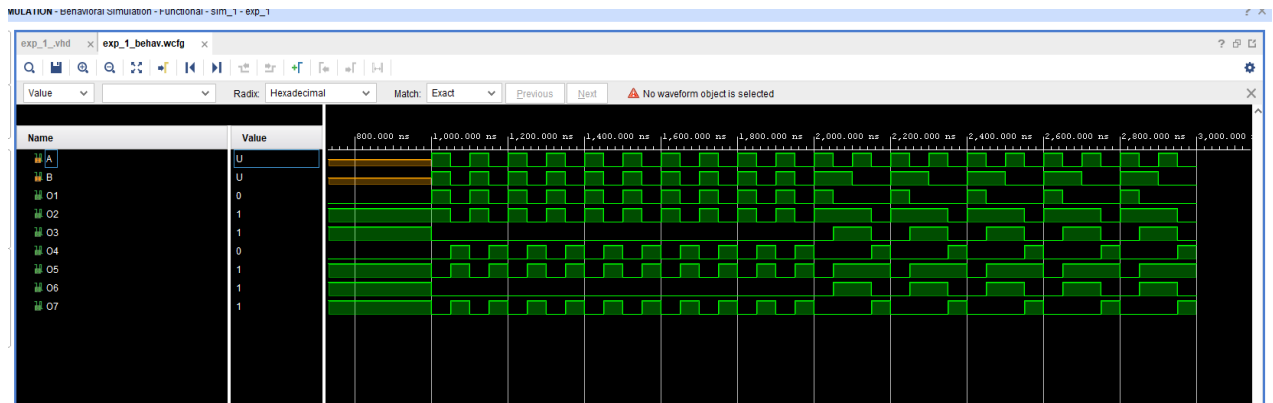 MULATION - Behavioral Simulation - Functional - sim_1 - exp_1
exp_1_.vhd
exp_1_behav.wcfg
Value Radix: Hexadecimal Match: Exact Previous Next No waveform object is selected
Name Value 800.000 ns 1,000.000 ns 1,200.000 ns 1,400.000 ns 1,600.000 ns 1,800.000 ns 2,000.000 ns 2,200.000 ns 2,400.000 ns 2,600.000 ns 2,800.000 ns 3,000.000
A U
B U
O1 0
O2 1
O3 1
O4 0
O5 1
O6 1
O7 1